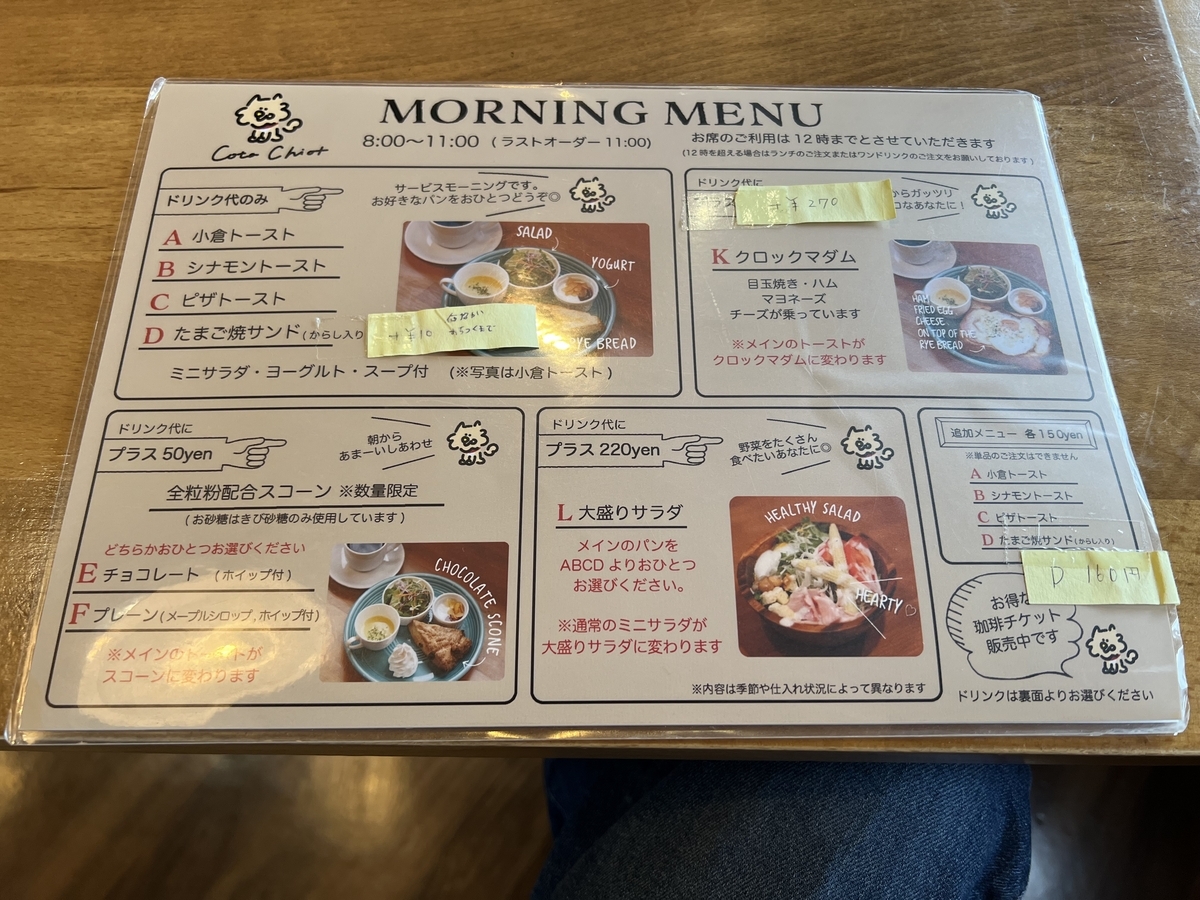 Coco Chiot
MORNING MENU
8:00〜11:00 (ラストオーダー 11:00)
お席のご利用は12時までとさせていただきます
(12時を超える場合はランチのご注文またはワンドリンクのご注文をお願いしております)
ドリンク代のみ
サービスモーニングです。
お好きなパンをおひとつどうぞ◎
A 小倉トースト
B シナモントースト
C ピザトースト
D たまご焼サンド(からし入り
+¥10
SALAD
YOGURT
RYE BREAD
ミニサラダ・ヨーグルト・スープ付 (※写真は小倉トースト)
ドリンク代に
+¥270
からガッツリ
なあなたに!
K クロックマダム
目玉焼き・ハム
マヨネーズ
チーズが乗っています
※メインのトーストが
クロックマダムに変わります
HAM
FRIED EGG
CHEESE
ON TOP OF THE
RYE BREAD
ドリンク代に
プラス 50yen
朝から
あまーいしあわせ
全粒粉配合スコーン ※数量限定
(お砂糖はきび砂糖のみ使用しています)
どちらかおひとつお選びください
E チョコレート (ホイップ付)
F プレーン(メープルシロップ,ホイップ付)
※メインのトーストが
スコーンに変わります
CHOCOLATE SCONE
ドリンク代に
プラス 220yen
野菜をたくさん
食べたいあなたに◎
L 大盛りサラダ
メインのパンを
ABCD よりおひとつ
お選びください。
※通常のミニサラダが
大盛りサラダに変わります
HEALTHY SALAD
HEARTY♡
※内容は季節や仕入れ状況によって異なります
追加メニュー 各150yen
※単品のご注文はできません
A 小倉トースト
B シナモントースト
C ピザトースト
D たまご焼サンド(からし入り)
D 160円
お得な
珈琲チケット
販売中です
ドリンクは裏面よりお選びください